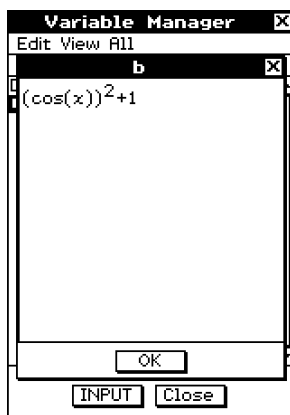 Variable Manager
Edit View All
b
(cos(x))²+1
OK
INPUT Close